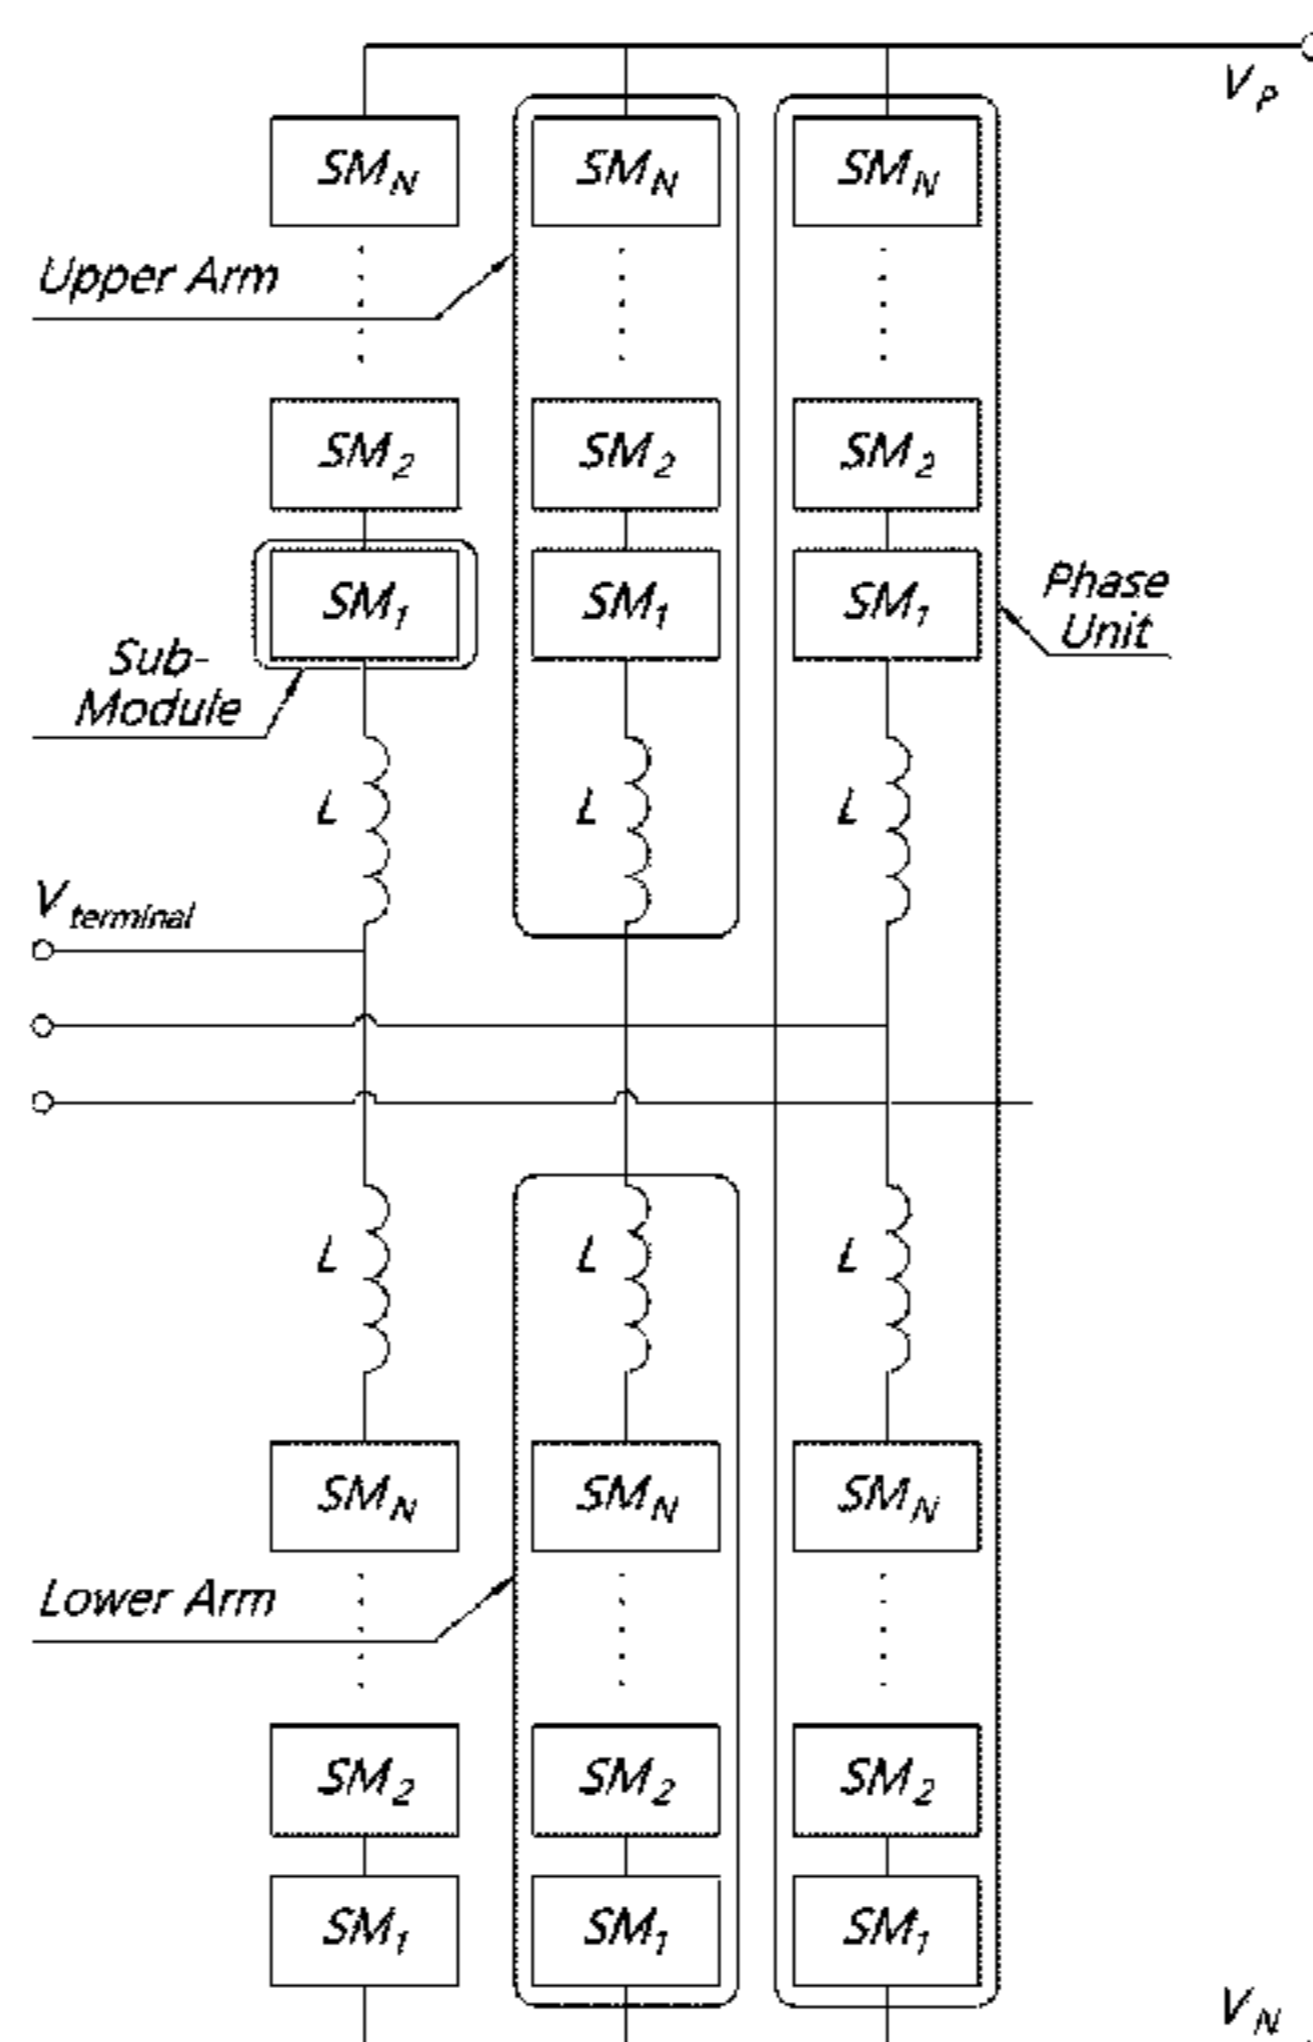 V_P
SM_N SM_N SM_N
Upper Arm
SM_2 SM_2 SM_2
SM_1 SM_1 SM_1
Phase
Unit
Sub-
Module
L L L
V_terminal
L L L
SM_N SM_N SM_N
Lower Arm
SM_2 SM_2 SM_2
SM_1 SM_1 SM_1
V_N